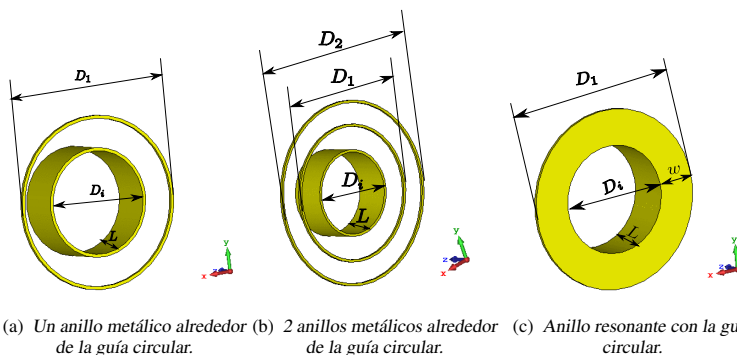 D₁
D₂
D₁
D₁
Dᵢ
Dᵢ
Dᵢ
w
L
L
L
y
z
x
y
z
x
y
z
x
(a) Un anillo metálico alrededor
de la guía circular.
(b) 2 anillos metálicos alrededor
de la guía circular.
(c) Anillo resonante con la gu
circular.